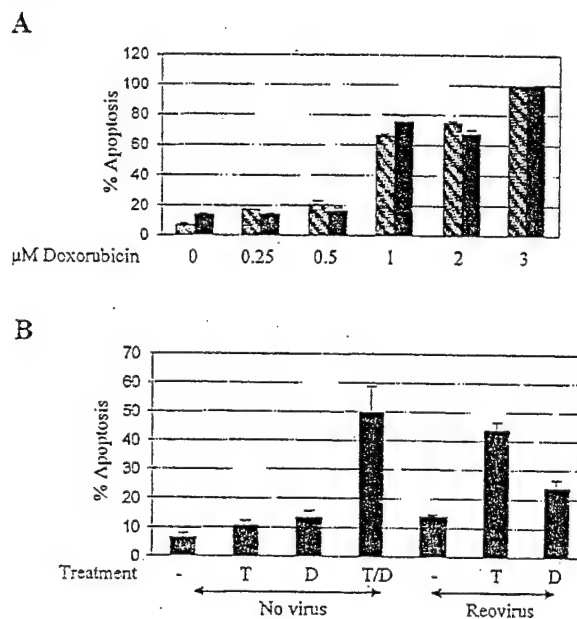 A
% Apoptosis
120
100
80
60
40
20
0
µM Doxorubicin 0 0.25 0.5 1 2 3
B
% Apoptosis
70
60
50
40
30
20
10
0
Treatment - T D T/D - T D
No virus Reovirus